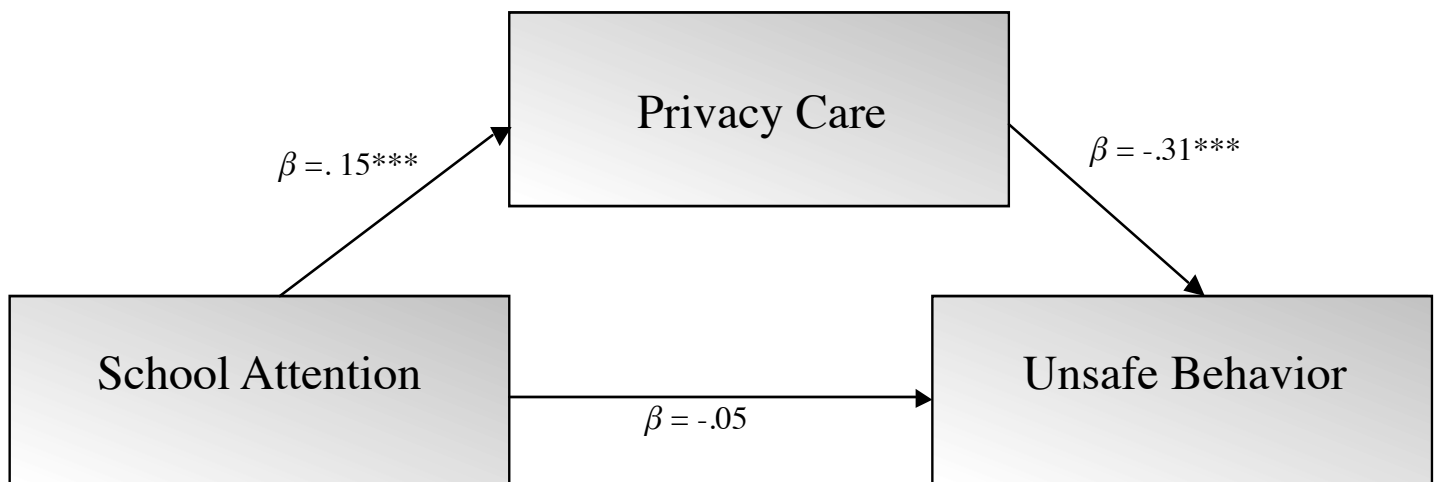 Privacy Care
β =. 15***
β = -.31***
School Attention
Unsafe Behavior
β = -.05